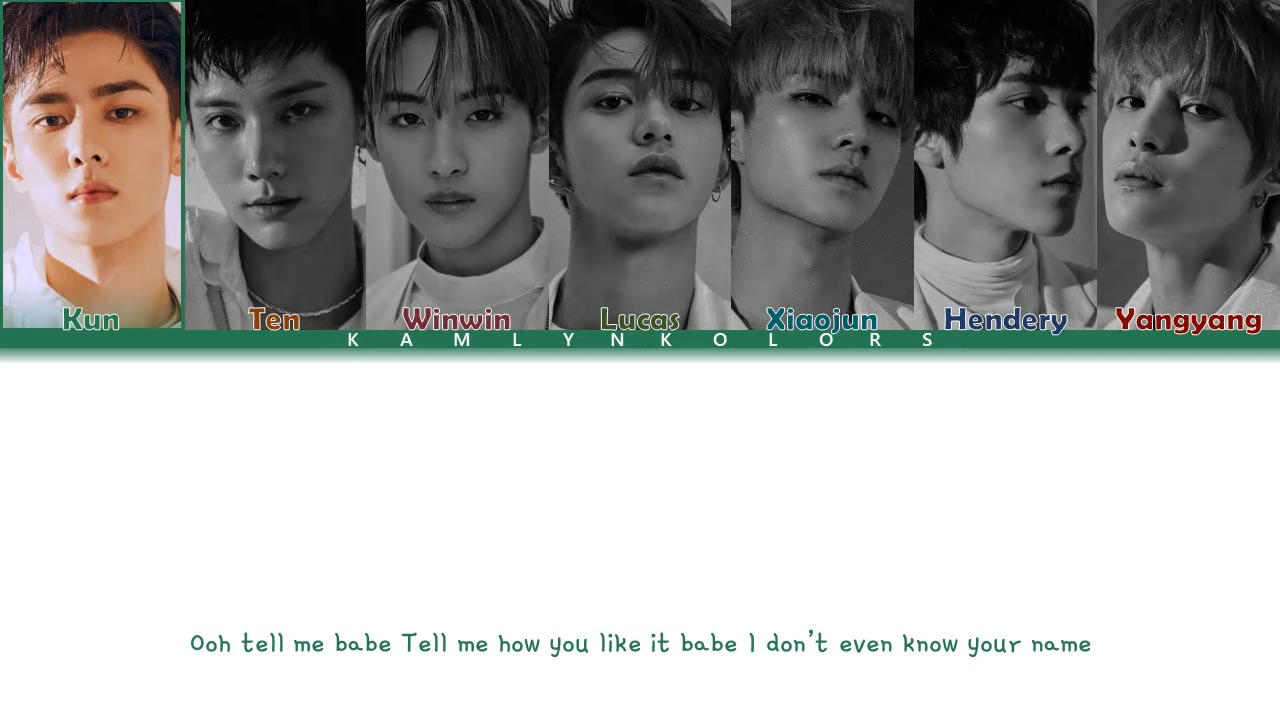 Kun Ten Winwin Lucas Xiaojun Hendery Yangyang
KAMLYNKOLORS
Ooh tell me babe Tell me how you like it babe I don't even know your name